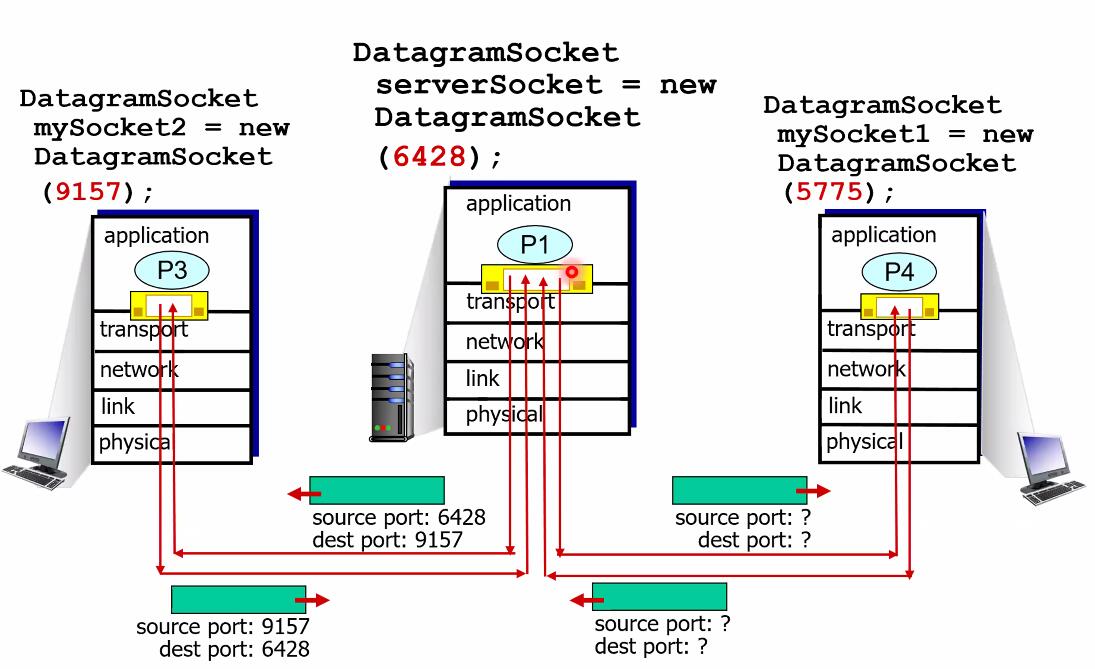 DatagramSocket
mySocket2 = new
DatagramSocket
(9157);
DatagramSocket
serverSocket = new
DatagramSocket
(6428);
DatagramSocket
mySocket1 = new
DatagramSocket
(5775);
application
P3
transport
network
link
physical
application
P1
transport
network
link
physical
application
P4
transport
network
link
physical
source port: 6428
dest port: 9157
source port: ?
dest port: ?
source port: 9157
dest port: 6428
source port: ?
dest port: ?